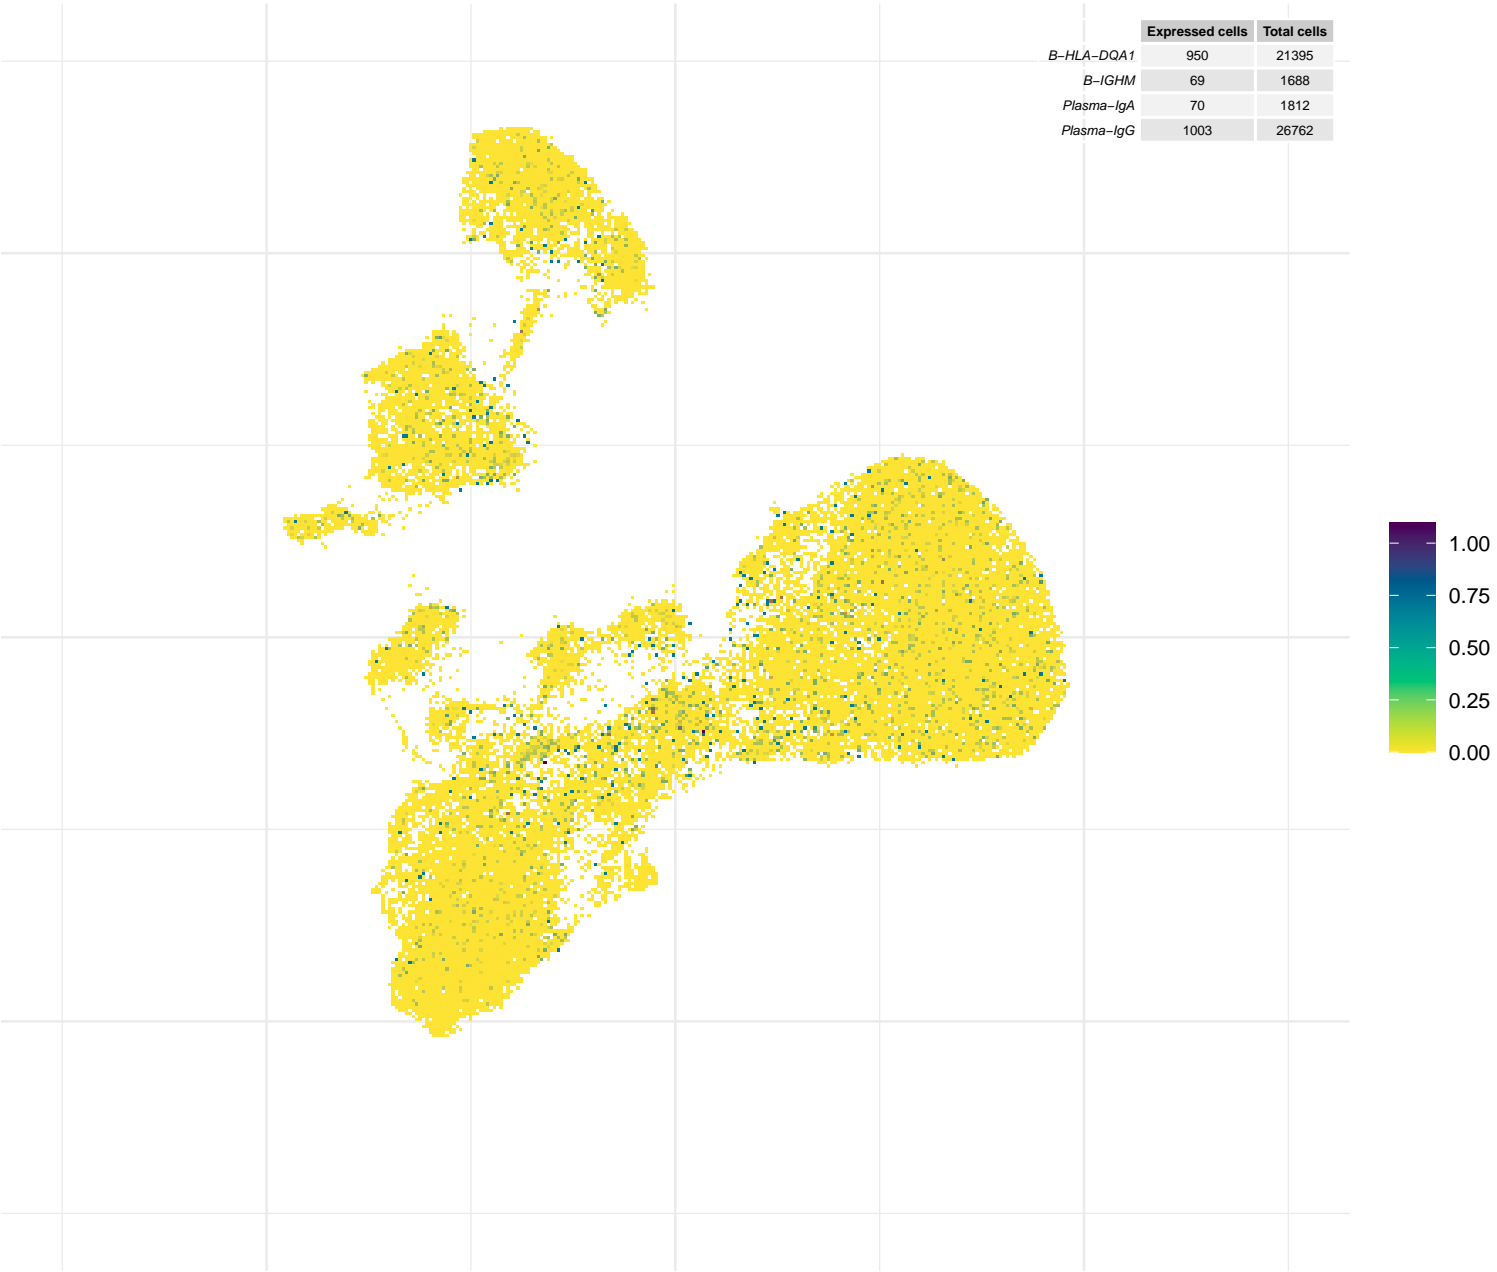 Expressed cells Total cells
B−HLA−DQA1 950 21395
B−IGHM 69 1688
Plasma−IgA 70 1812
Plasma−IgG 1003 26762
1.00
0.75
0.50
0.25
0.00